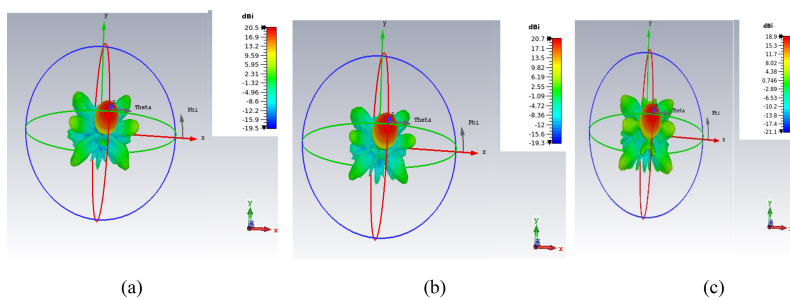 y
Theta
Phi
x
z
y
x
z
dBi
20.5
16.9
13.2
9.59
5.95
2.31
-1.32
-4.96
-8.6
-12.2
-15.9
-19.5
(a)
y
Theta
Phi
x
y
x
z
dBi
20.7
17.1
13.5
9.82
6.19
2.55
-1.09
-4.73
-8.36
-12
-15.6
-19.3
(b)
y
Theta
Phi
x
y
x
z
dBi
18.9
15.3
11.6
8.02
4.38
0.746
-2.89
-6.53
-10.2
-13.8
-17.4
-21.1
(c)